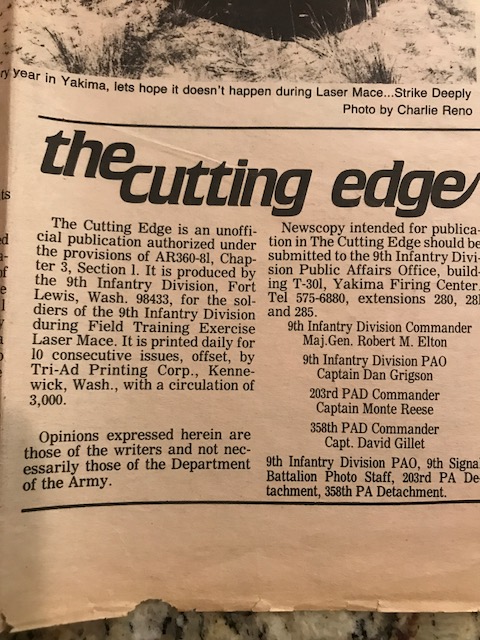 ry year in Yakima, lets hope it doesn't happen during Laser Mace...Strike Deeply
Photo by Charlie Reno
the cutting edge
The Cutting Edge is an unoffi-
cial publication authorized under
the provisions of AR360-81, Chap-
ter 3, Section 1. It is produced by
the 9th Infantry Division, Fort
Lewis, Wash. 98433, for the sol-
diers of the 9th Infantry Division
during Field Training Exercise
Laser Mace. It is printed daily for
10 consecutive issues, offset, by
Tri-Ad Printing Corp., Kenne-
wick, Wash., with a circulation of
3,000.
Opinions expressed herein are
those of the writers and not nec-
essarily those of the Department
of the Army.
Newscopy intended for publica-
tion in The Cutting Edge should be
submitted to the 9th Infantry Divi-
sion Public Affairs Office, build-
ing T-301, Yakima Firing Center.
Tel 575-6880, extensions 280, 281
and 285.
9th Infantry Division Commander
Maj.Gen. Robert M. Elton
9th Infantry Division PAO
Captain Dan Grigson
203rd PAD Commander
Captain Monte Reese
358th PAD Commander
Capt. David Gillet
9th Infantry Division PAO, 9th Signa
Battalion Photo Staff, 203rd PA De-
tachment, 358th PA Detachment.